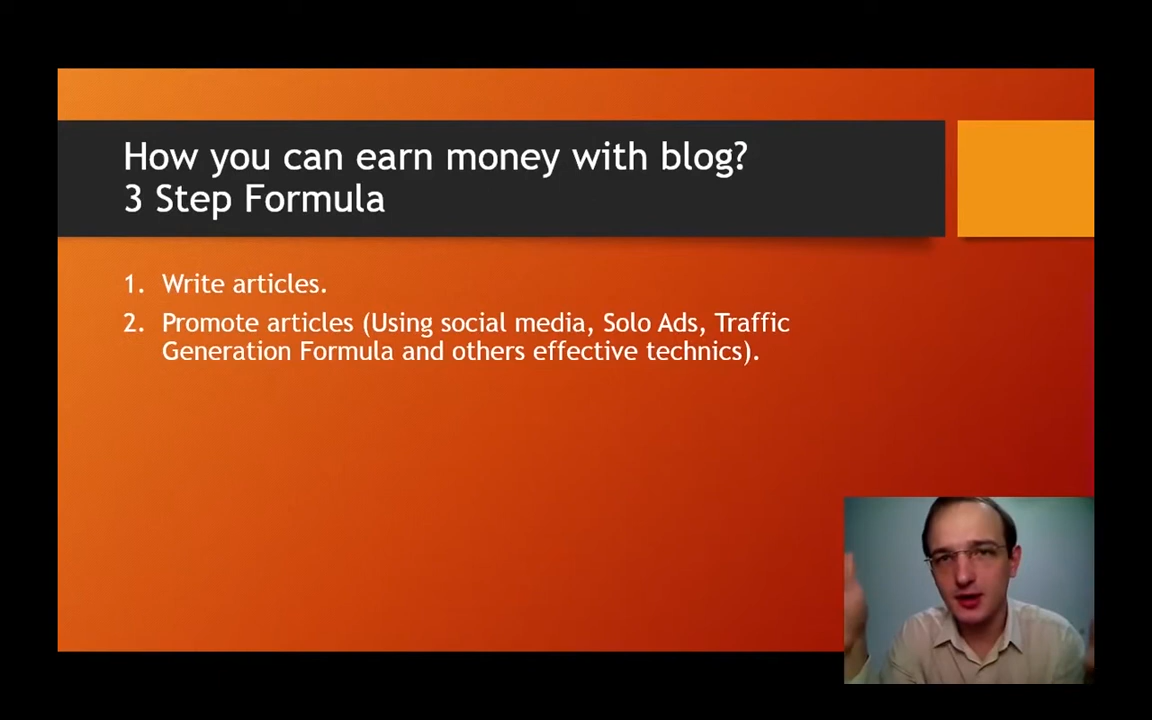 How you can earn money with blog?
3 Step Formula
1. Write articles.
2. Promote articles (Using social media, Solo Ads, Traffic
Generation Formula and others effective technics).